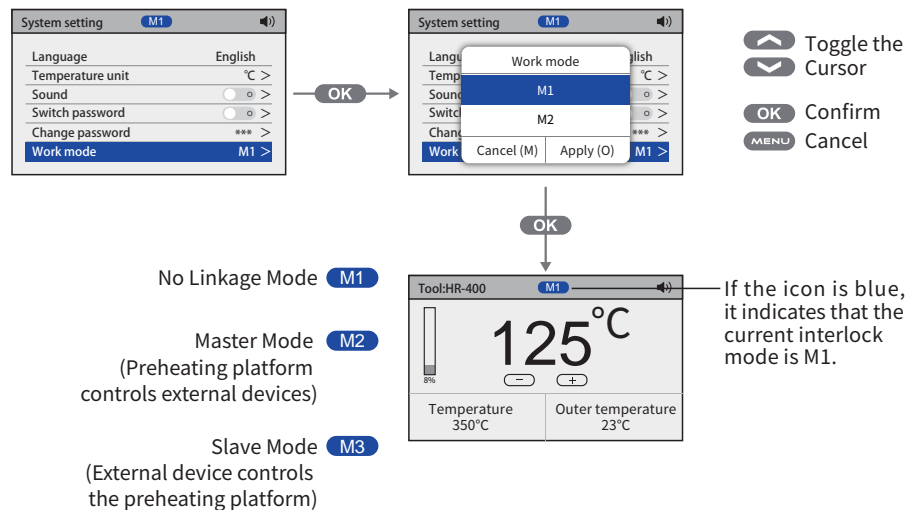 System setting M1
Language English
Temperature unit ℃ >
Sound >
Switch password >
Change password *** >
Work mode M1 >
OK
System setting M1
Langu glish
Work mode
Temp ℃ >
M1
Sound >
Switc >
M2
Chang *** >
Work M1 >
Cancel (M) Apply (O)
Toggle the
Cursor
OK Confirm
MENU Cancel
OK
No Linkage Mode M1
Master Mode M2
(Preheating platform
controls external devices)
Slave Mode M3
(External device controls
the preheating platform)
Tool:HR-400 M1
125°C
8%
− +
Temperature Outer temperature
350°C 23°C
If the icon is blue,
it indicates that the
current interlock
mode is M1.